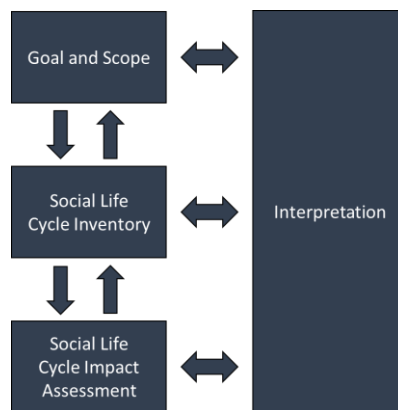 Goal and Scope
Social Life
Cycle Inventory
Interpretation
Social Life
Cycle Impact
Assessment